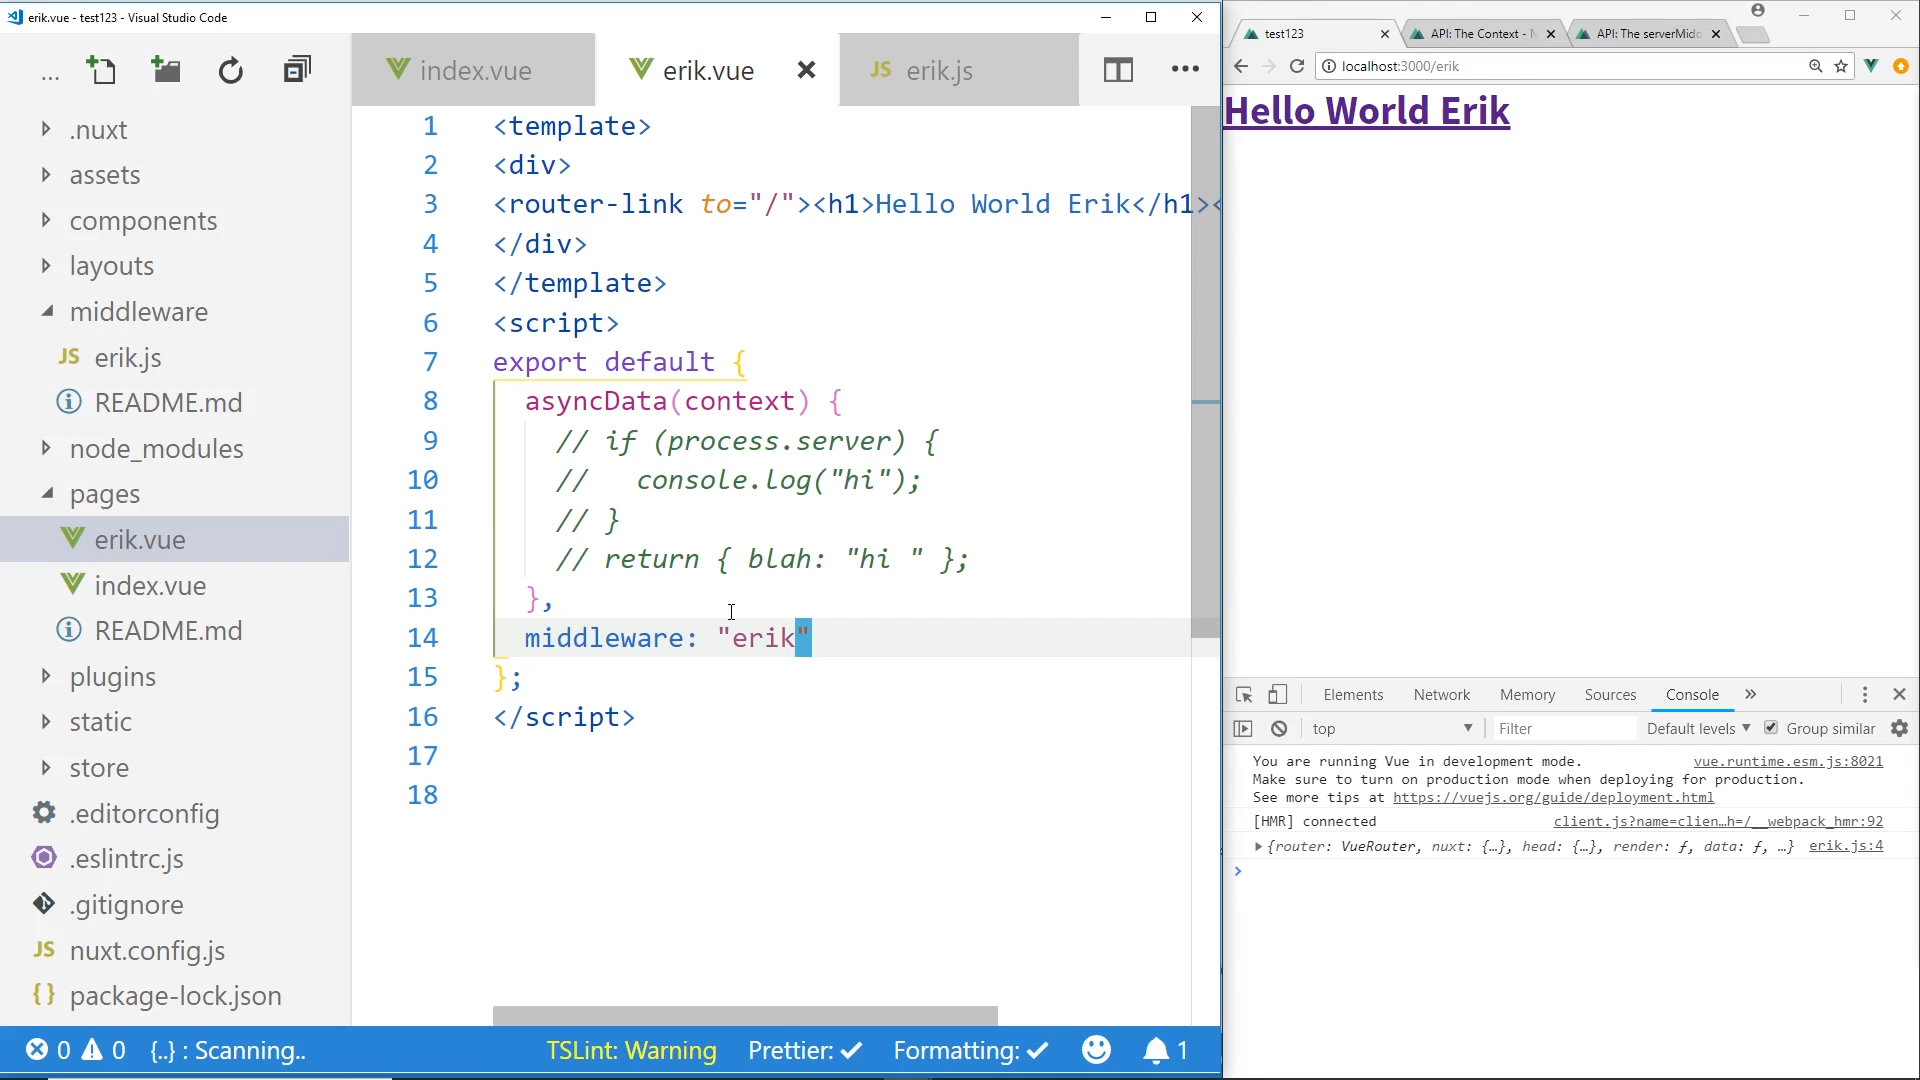 erik.vue - test123 - Visual Studio Code
...
.nuxt
assets
components
layouts
middleware
JS erik.js
README.md
node_modules
pages
erik.vue
index.vue
README.md
plugins
static
store
.editorconfig
.eslintrc.js
.gitignore
JS nuxt.config.js
{} package-lock.json
index.vue
erik.vue
JS erik.js
1 <template>
2 <div>
3 <router-link to="/"><h1>Hello World Erik</h1><
4 </div>
5 </template>
6 <script>
7 export default {
8 asyncData(context) {
9 // if (process.server) {
10 // console.log("hi");
11 // }
12 // return { blah: "hi " };
13 },
14 middleware: "erik"
15 };
16 </script>
17
18
0 0 {..} : Scanning.. TSLint: Warning Prettier: ✓ Formatting: ✓ 1
test123
API: The Context - N
API: The serverMidd
localhost:3000/erik
Hello World Erik
Elements Network Memory Sources Console »
top Filter Default levels Group similar
You are running Vue in development mode. vue.runtime.esm.js:8021
Make sure to turn on production mode when deploying for production.
See more tips at https://vuejs.org/guide/deployment.html
[HMR] connected client.js?name=clien…h=/__webpack_hmr:92
{router: VueRouter, nuxt: {…}, head: {…}, render: ƒ, data: ƒ, …} erik.js:4
>